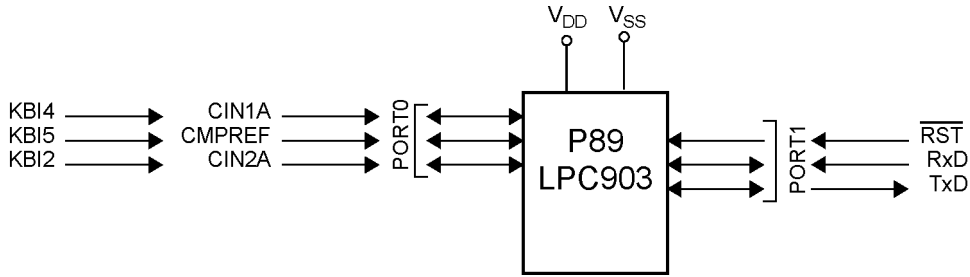 VDD VSS
KBI4 CIN1A
KBI5 CMPREF
KBI2 CIN2A
PORT0
P89
LPC903
PORT1
RST
RxD
TxD